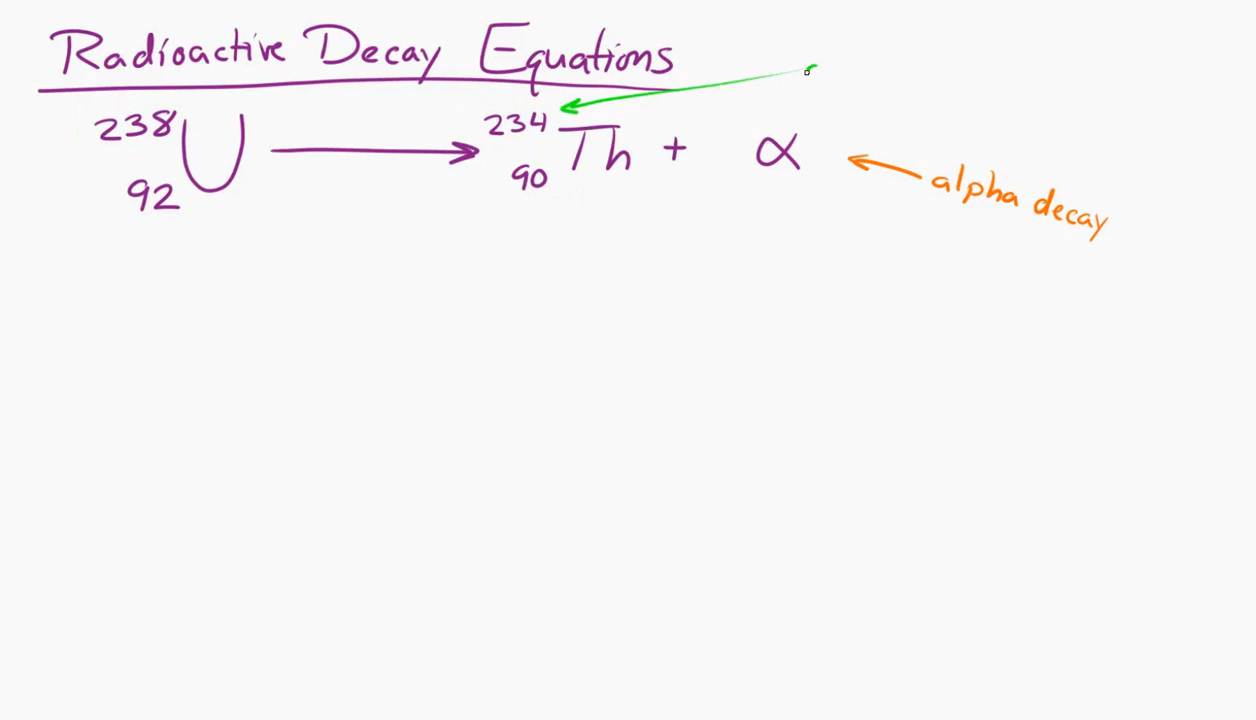 Radioactive Decay Equations
238 92 U → 234 90 Th + α
alpha decay